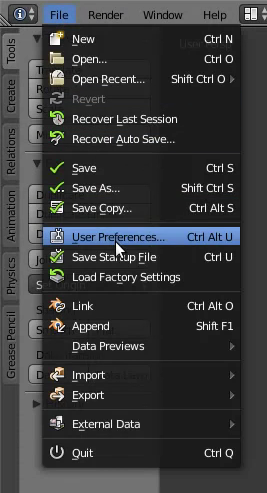 File Render Window Help
New Ctrl N
Open... Ctrl O
Open Recent... Shift Ctrl O
Revert
Recover Last Session
Recover Auto Save...
Save Ctrl S
Save As... Shift Ctrl S
Save Copy... Ctrl Alt S
User Preferences... Ctrl Alt U
Save Startup File Ctrl U
Load Factory Settings
Link Ctrl Alt O
Append Shift F1
Data Previews
Import
Export
External Data
Quit Ctrl Q
Tools
Create
Relations
Animation
Physics
Grease Pencil